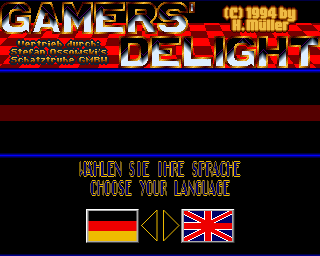 GAMERS'
DELIGHT
(C) 1994 by
H.Müller
Vertrieb durch:
Stefan Ossowski's
Schatztruhe GMBH
WÄHLEN SIE IHRE SPRACHE
CHOOSE YOUR LANGUAGE